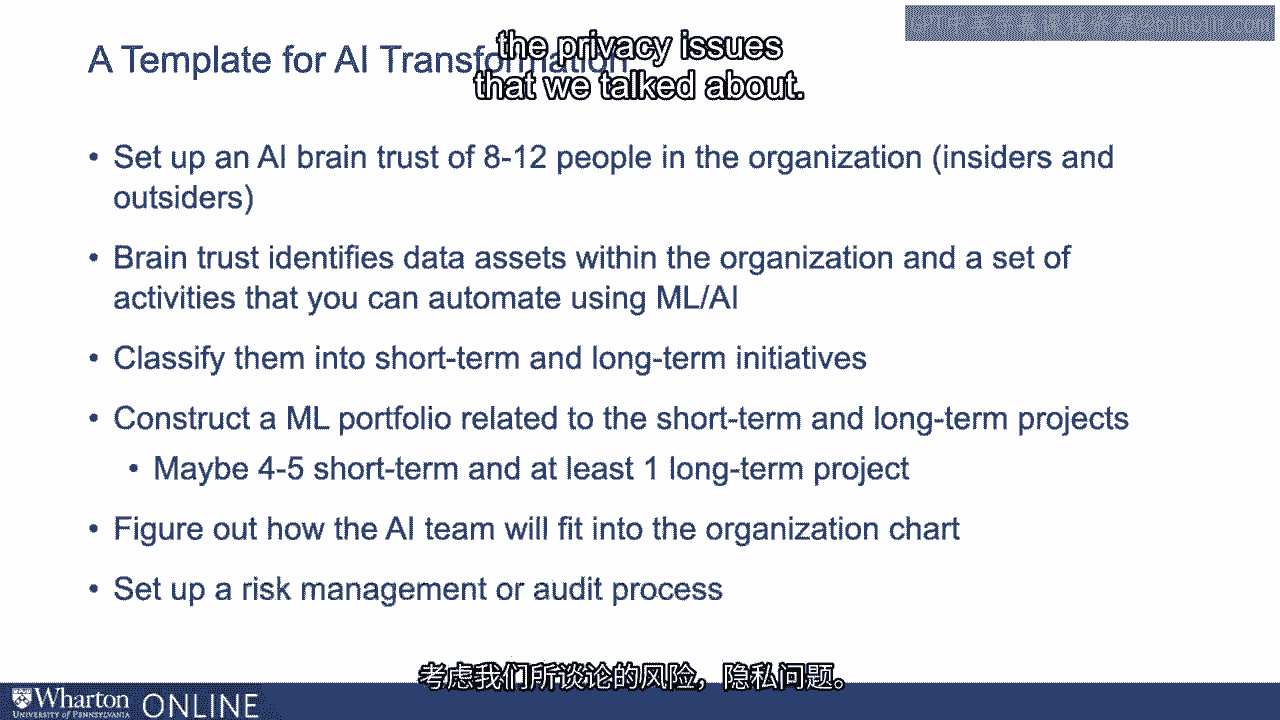 the privacy issues
that we talked about.
A Template for AI Transformation
• Set up an AI brain trust of 8-12 people in the organization (insiders and
outsiders)
• Brain trust identifies data assets within the organization and a set of
activities that you can automate using ML/AI
• Classify them into short-term and long-term initiatives
• Construct a ML portfolio related to the short-term and long-term projects
• Maybe 4-5 short-term and at least 1 long-term project
• Figure out how the AI team will fit into the organization chart
• Set up a risk management or audit process
考虑我们所谈论的风险，隐私问题。
Wharton ONLINE
UNIVERSITY of PENNSYLVANIA